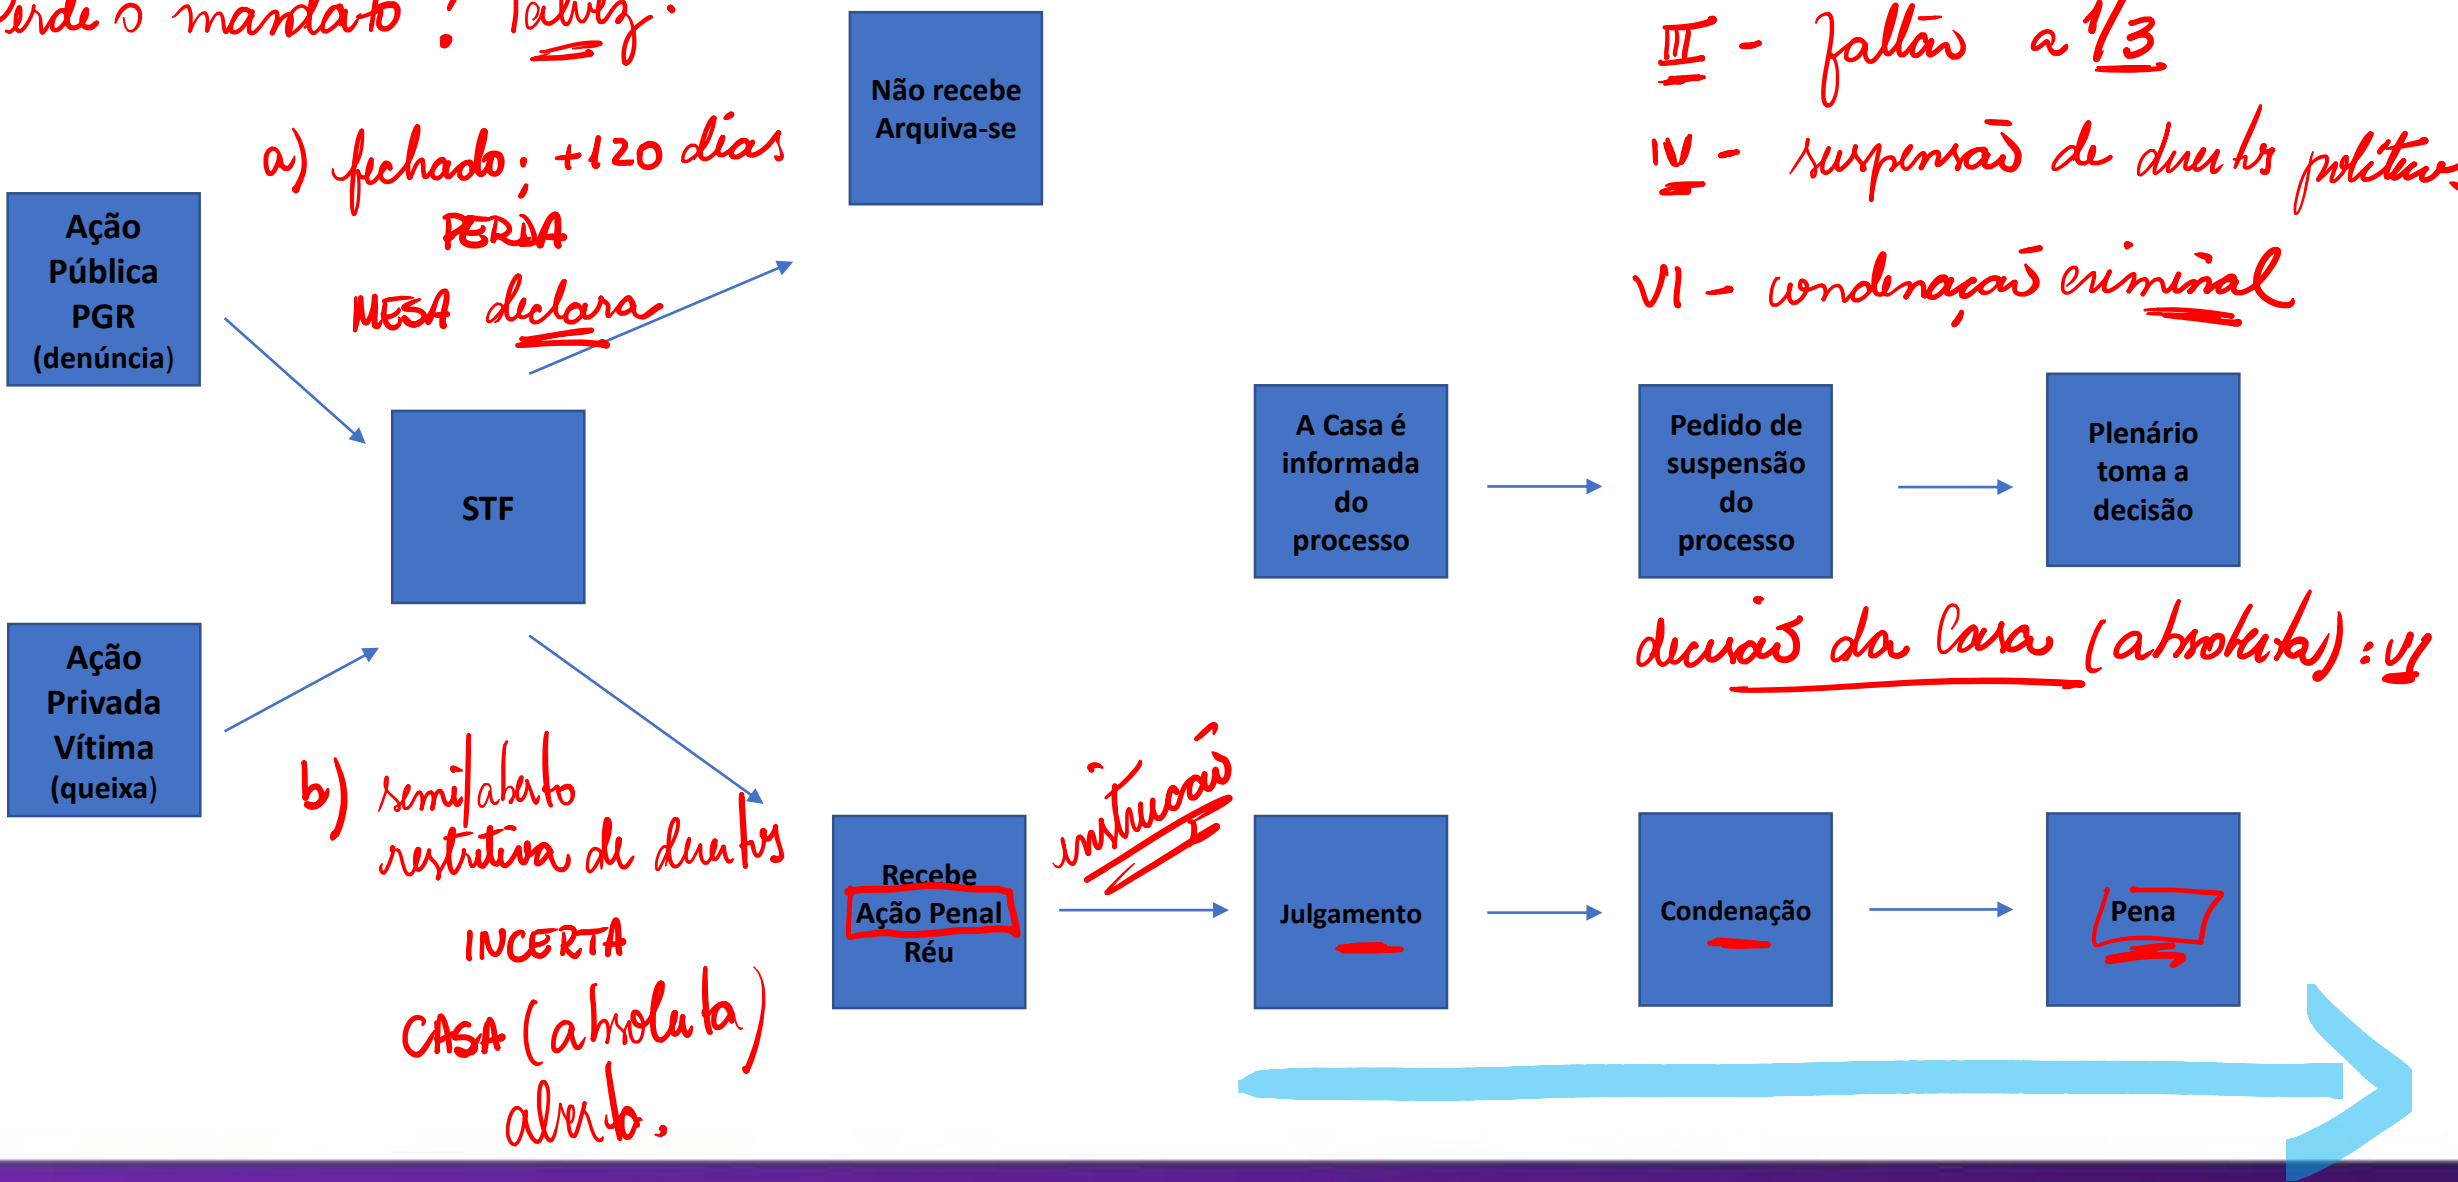 Perde o mandato? Talvez.
a) fechado: +120 dias
PERDA
MESA declara
III - faltar a 1/3
IV - suspensão de direitos políticos
VI - condenação criminal
Não recebe
Arquiva-se
Ação
Pública
PGR
(denúncia)
STF
Ação
Privada
Vítima
(queixa)
A Casa é
informada
do
processo
Pedido de
suspensão
do
processo
Plenário
toma a
decisão
decisão da Casa (absoluta): VI
b) semi/aberto
restritiva de direitos
INCERTA
CASA (absoluta)
aberto.
Recebe
Ação Penal
Réu
instrução
Julgamento
Condenação
Pena